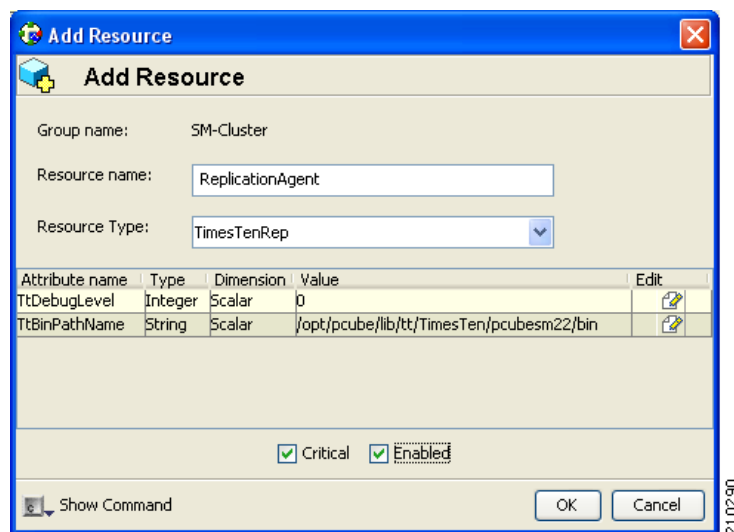 Add Resource
Add Resource
Group name: SM-Cluster
Resource name: ReplicationAgent
Resource Type: TimesTenRep
Attribute name Type Dimension Value Edit
TtDebugLevel Integer Scalar 0
TtBinPathName String Scalar /opt/pcube/lib/tt/TimesTen/pcubesm22/bin
Critical Enabled
Show Command OK Cancel
210290